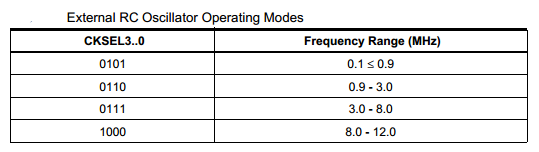 External RC Oscillator Operating Modes
CKSEL3..0 Frequency Range (MHz)
0101 0.1 ≤ 0.9
0110 0.9 - 3.0
0111 3.0 - 8.0
1000 8.0 - 12.0